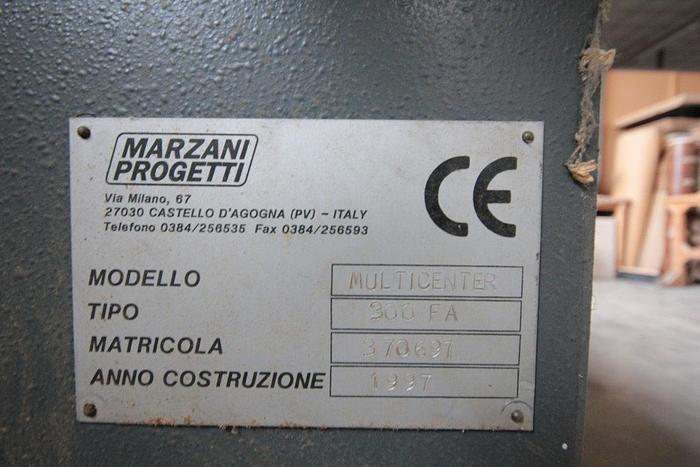 MARZANI
PROGETTI
Via Milano, 67
27030 CASTELLO D'AGOGNA (PV) - ITALY
Telefono 0384/256535 Fax 0384/256593
CE
MODELLO MULTICENTER
TIPO 300 FA
MATRICOLA 370697
ANNO COSTRUZIONE 1997